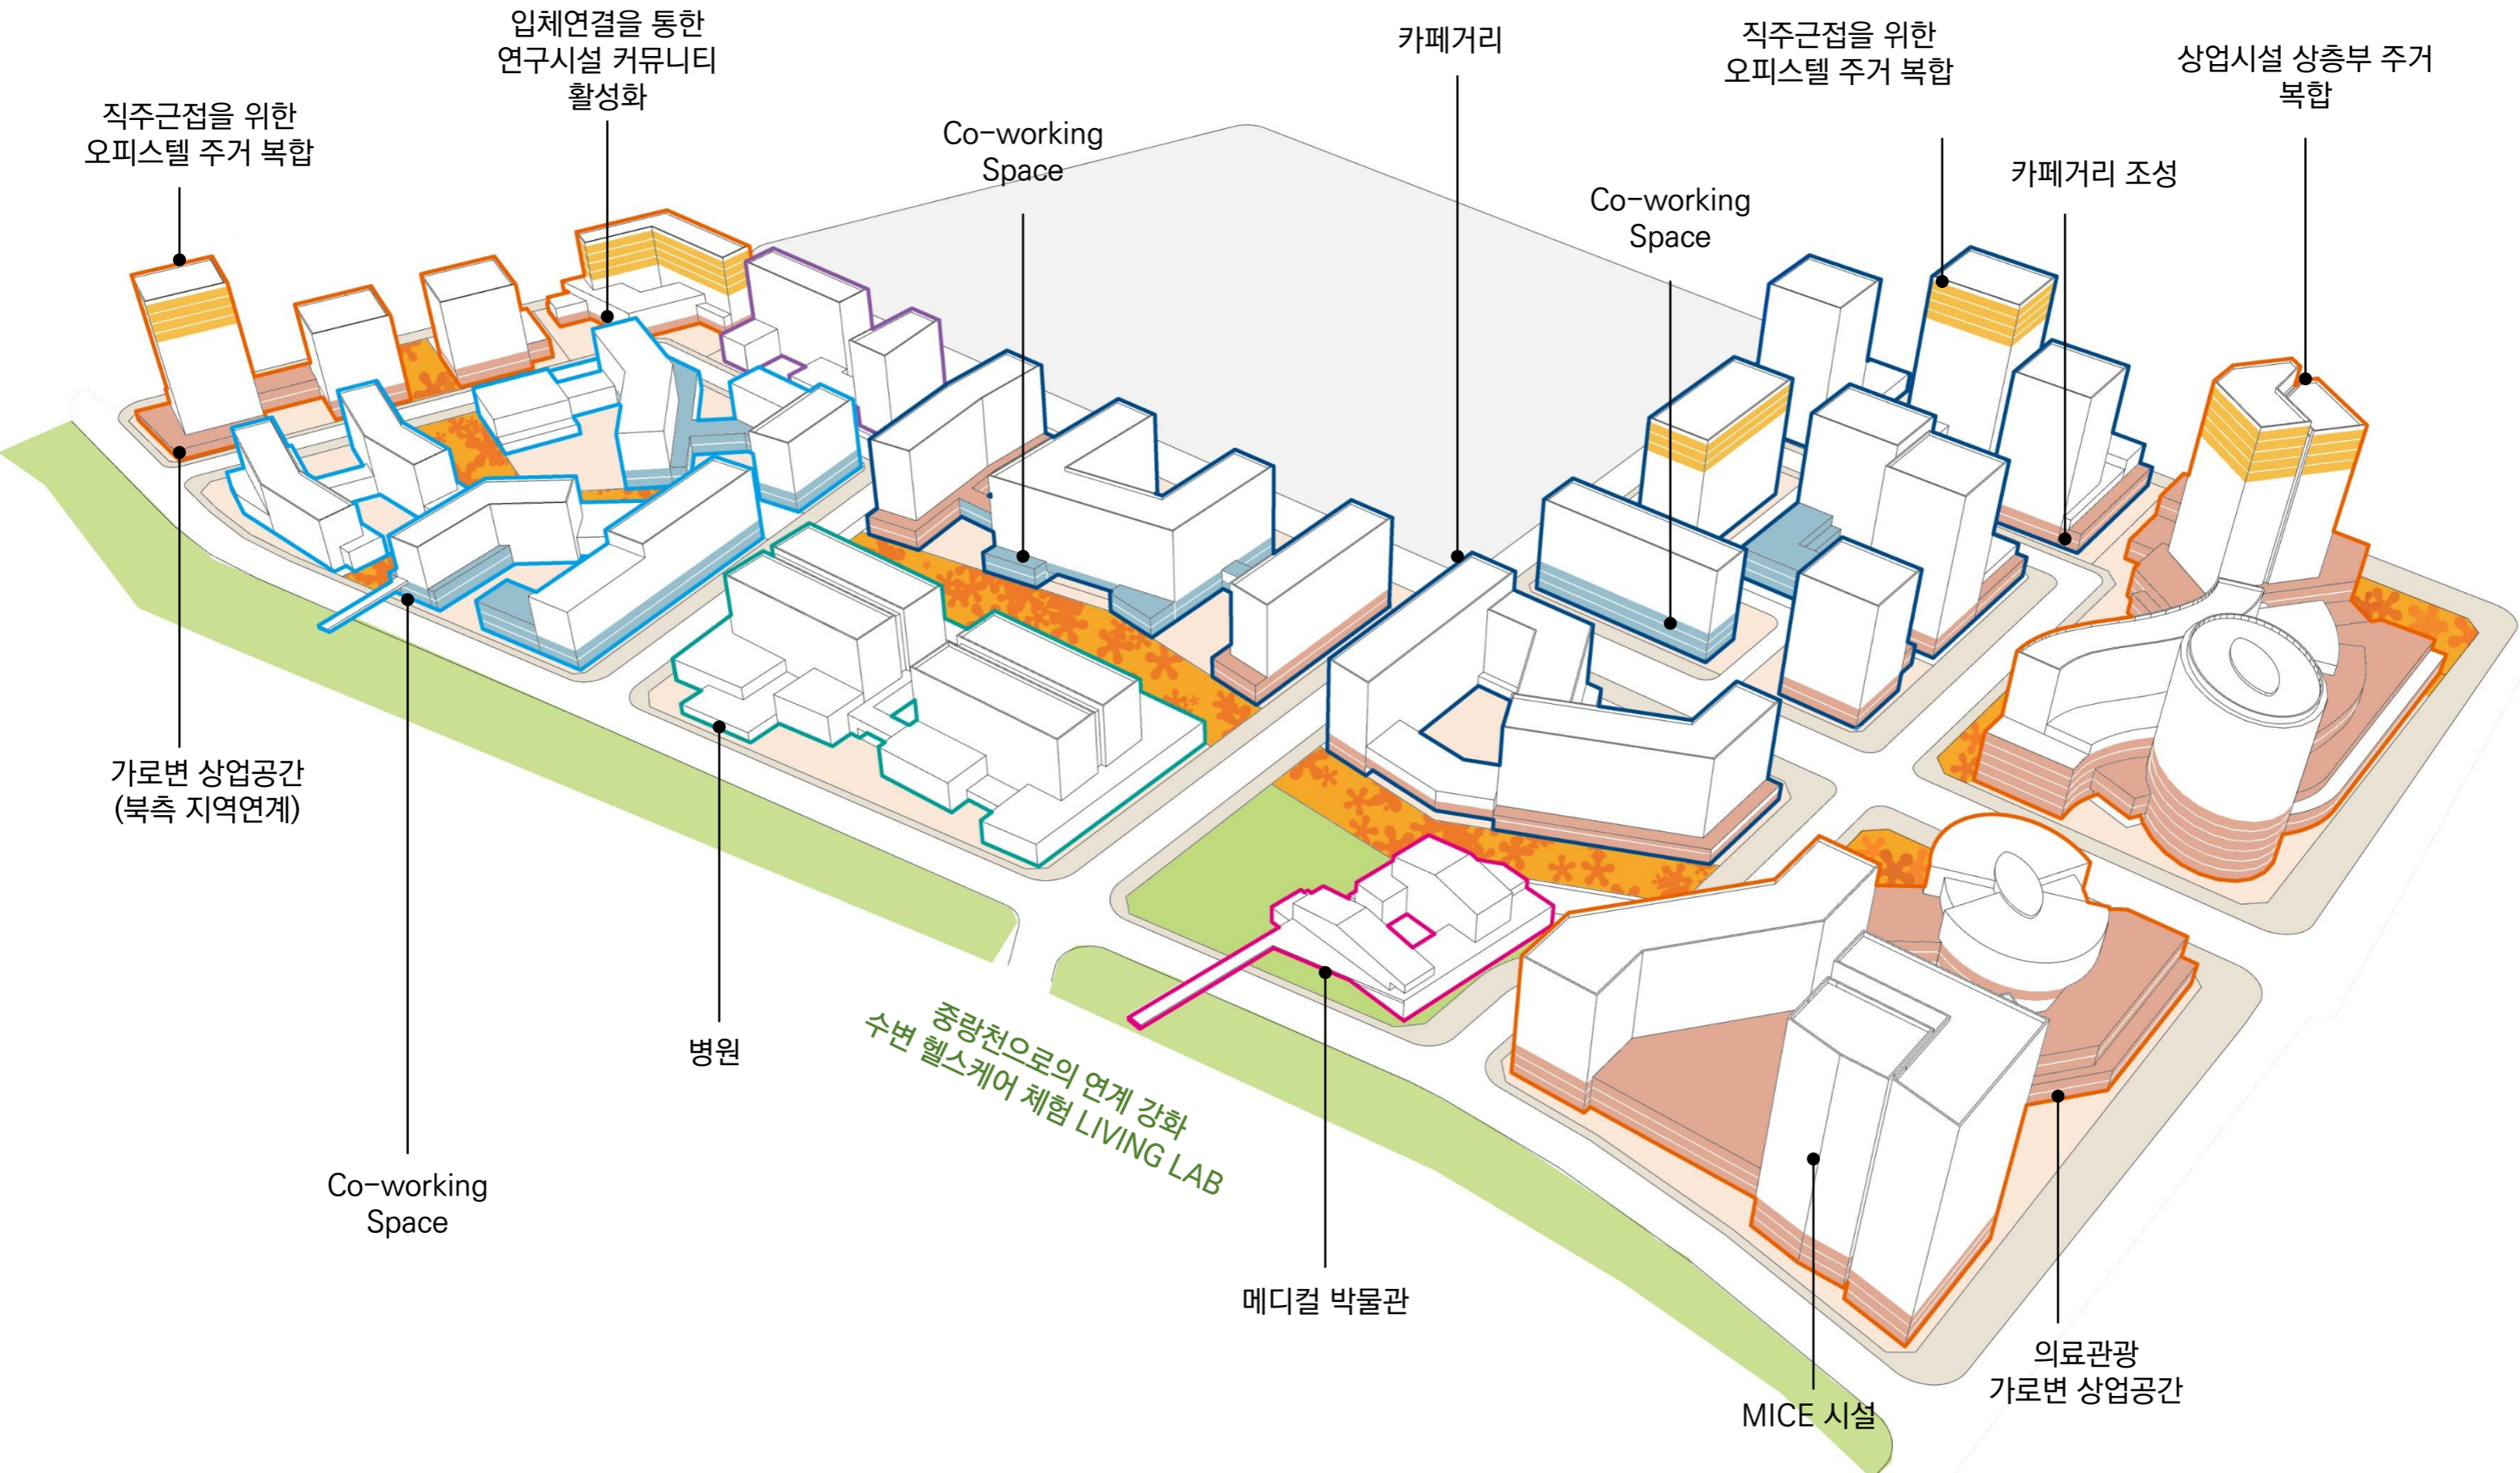 입체연결을 통한
연구시설 커뮤니티
활성화
카페거리
직주근접을 위한
오피스텔 주거 복합
상업시설 상층부 주거
복합
직주근접을 위한
오피스텔 주거 복합
Co-working
Space
카페거리 조성
Co-working
Space
가로변 상업공간
(북측 지역연계)
병원
중랑천으로의 연계 강화
수변 헬스케어 체험 LIVING LAB
Co-working
Space
메디컬 박물관
의료관광
가로변 상업공간
MICE 시설